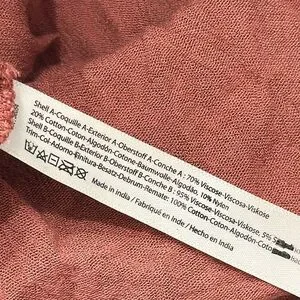 Shell A-Coquille A-Exterior A-Oberstoff A-Conche A : 70% Viscose-Viscosa-Viskose
20% Cotton-Coton-Algodón-Cotone-Baumwolle-Algodão, 10% Nylon
Shell B-Coquille B-Exterior B-Oberstoff B-Conche B : 95% Viscose-Viscosa-Viskose, 5%
Trim-Col-Adorno-Finitura-Besatz-Debrum-Remate: 100% Cotton-Coton-Algodón
Made in India / Fabriqué en Inde / Hecho en India